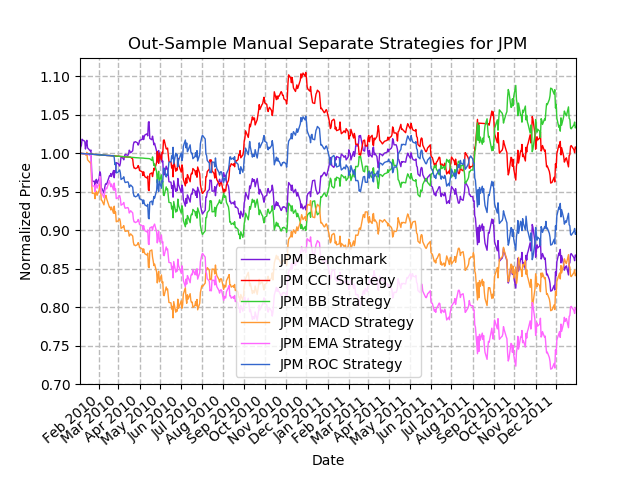 Out-Sample Manual Separate Strategies for JPM
Normalized Price
1.10
1.05
1.00
0.95
0.90
0.85
0.80
0.75
0.70
JPM Benchmark
JPM CCI Strategy
JPM BB Strategy
JPM MACD Strategy
JPM EMA Strategy
JPM ROC Strategy
Feb 2010
Mar 2010
Apr 2010
May 2010
Jun 2010
Jul 2010
Aug 2010
Sep 2010
Oct 2010
Nov 2010
Dec 2010
Jan 2011
Feb 2011
Mar 2011
Apr 2011
May 2011
Jun 2011
Jul 2011
Aug 2011
Sep 2011
Oct 2011
Nov 2011
Dec 2011
Date